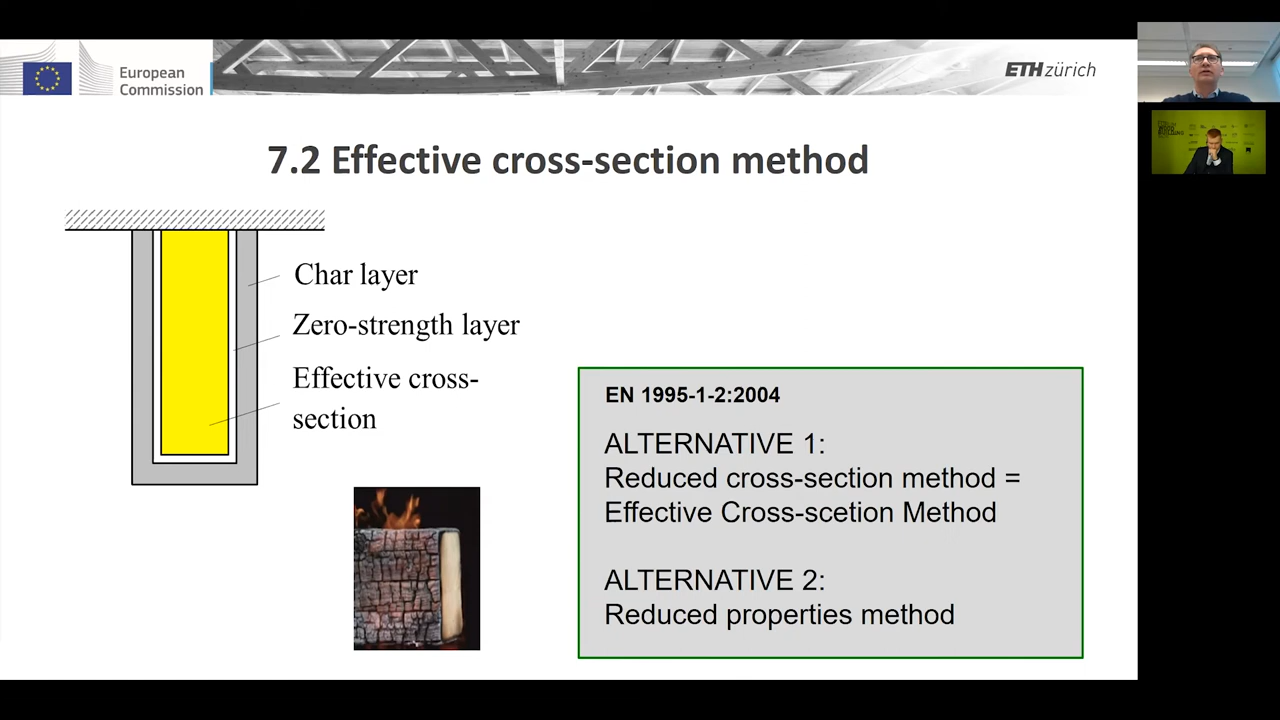 European
Commission
ETH zürich
7.2 Effective cross-section method
Char layer
Zero-strength layer
Effective cross-
section
EN 1995-1-2:2004
ALTERNATIVE 1:
Reduced cross-section method =
Effective Cross-scetion Method
ALTERNATIVE 2:
Reduced properties method